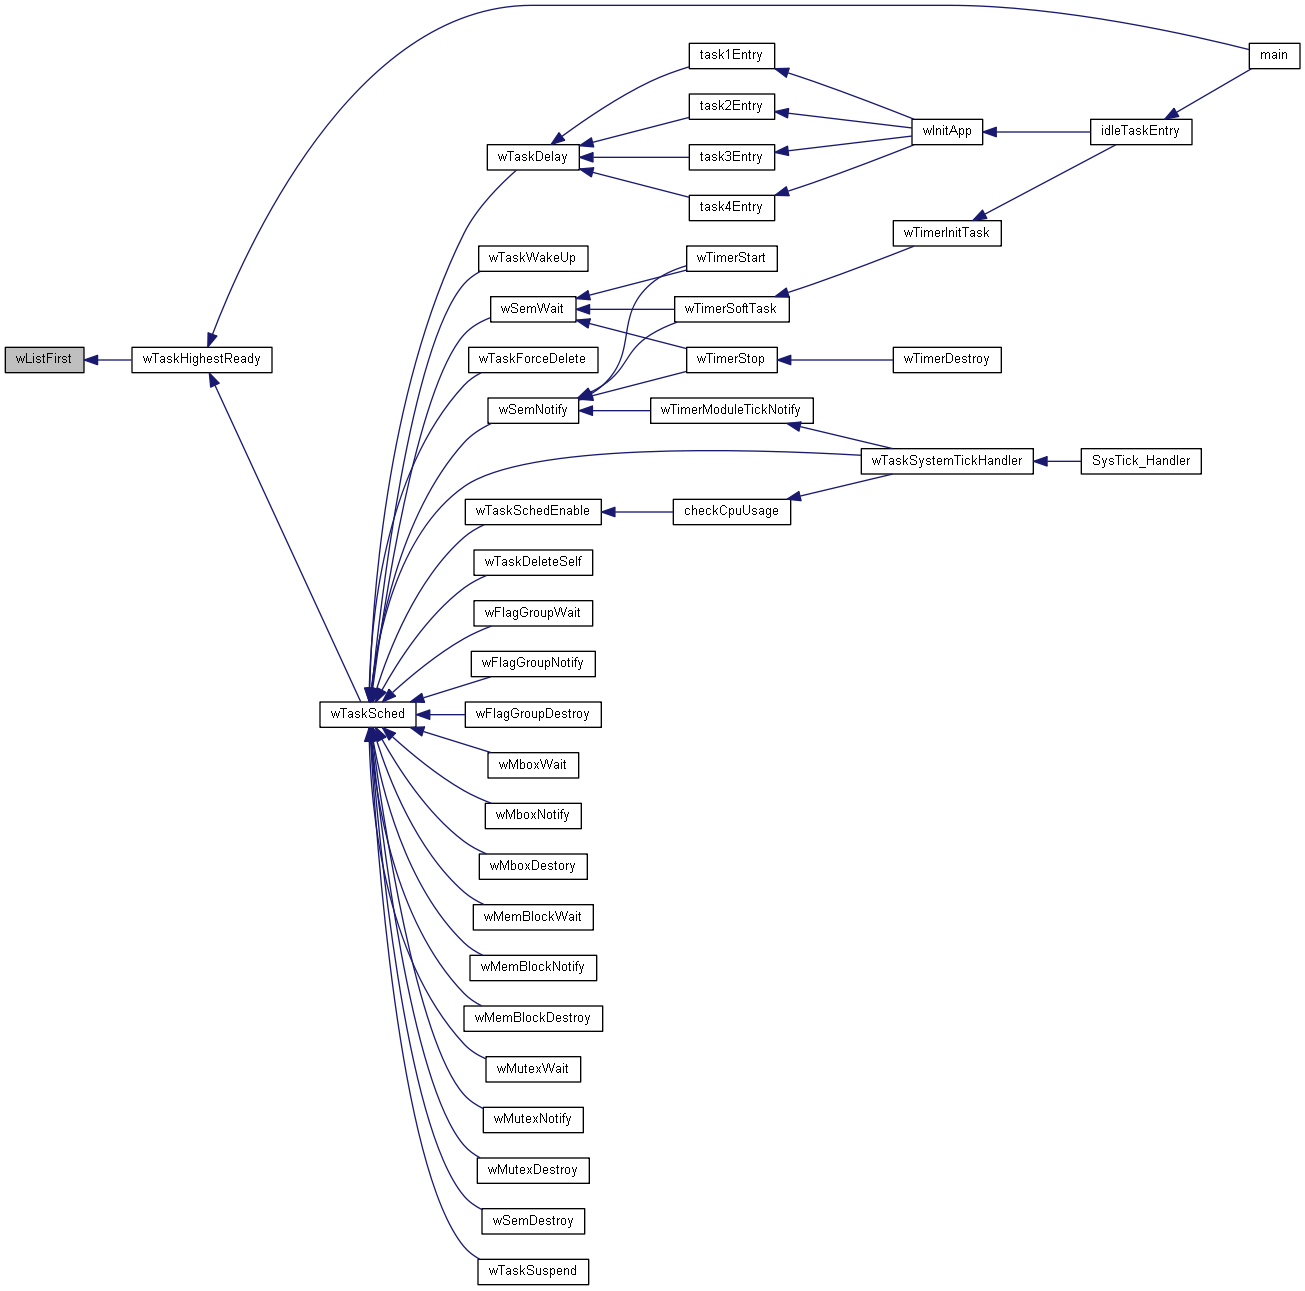 main
task1Entry
task2Entry
wInitApp
idleTaskEntry
wTaskDelay
task3Entry
task4Entry
wTimerInitTask
wTaskWakeUp
wTimerStart
wSemWait
wTimerSoftTask
wListFirst
wTaskHighestReady
wTaskForceDelete
wTimerStop
wTimerDestroy
wSemNotify
wTimerModuleTickNotify
wTaskSystemTickHandler
SysTick_Handler
wTaskSchedEnable
checkCpuUsage
wTaskDeleteSelf
wFlagGroupWait
wFlagGroupNotify
wTaskSched
wFlagGroupDestroy
wMboxWait
wMboxNotify
wMboxDestory
wMemBlockWait
wMemBlockNotify
wMemBlockDestroy
wMutexWait
wMutexNotify
wMutexDestroy
wSemDestroy
wTaskSuspend